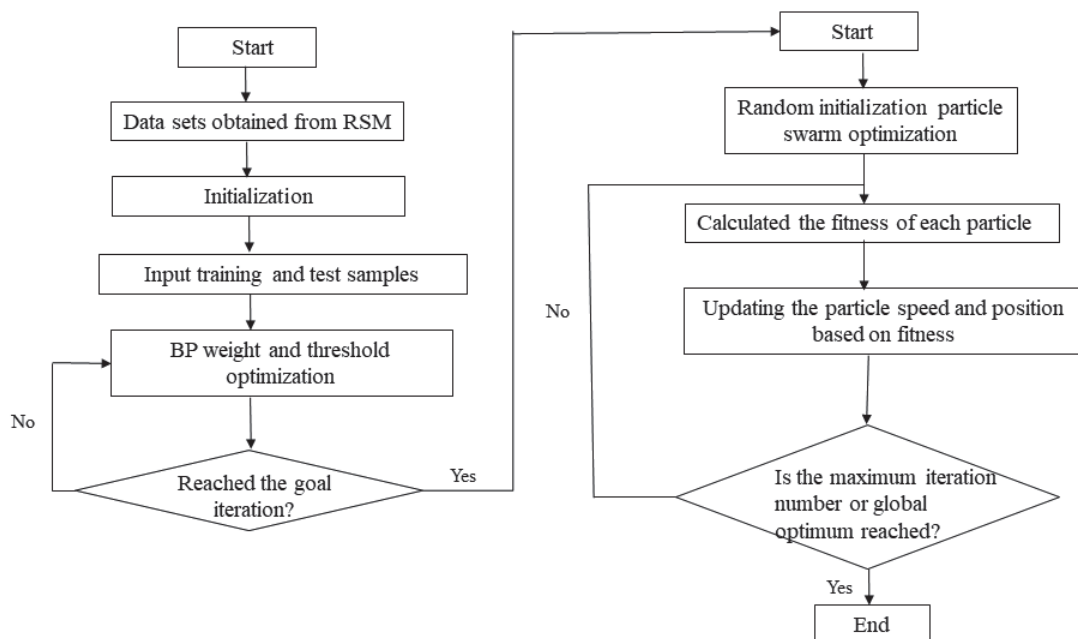 Start
Data sets obtained from RSM
Initialization
Input training and test samples
BP weight and threshold
optimization
No
Reached the goal
iteration?
Yes
Start
Random initialization particle
swarm optimization
Calculated the fitness of each particle
No
Updating the particle speed and position
based on fitness
Is the maximum iteration
number or global
optimum reached?
Yes
End